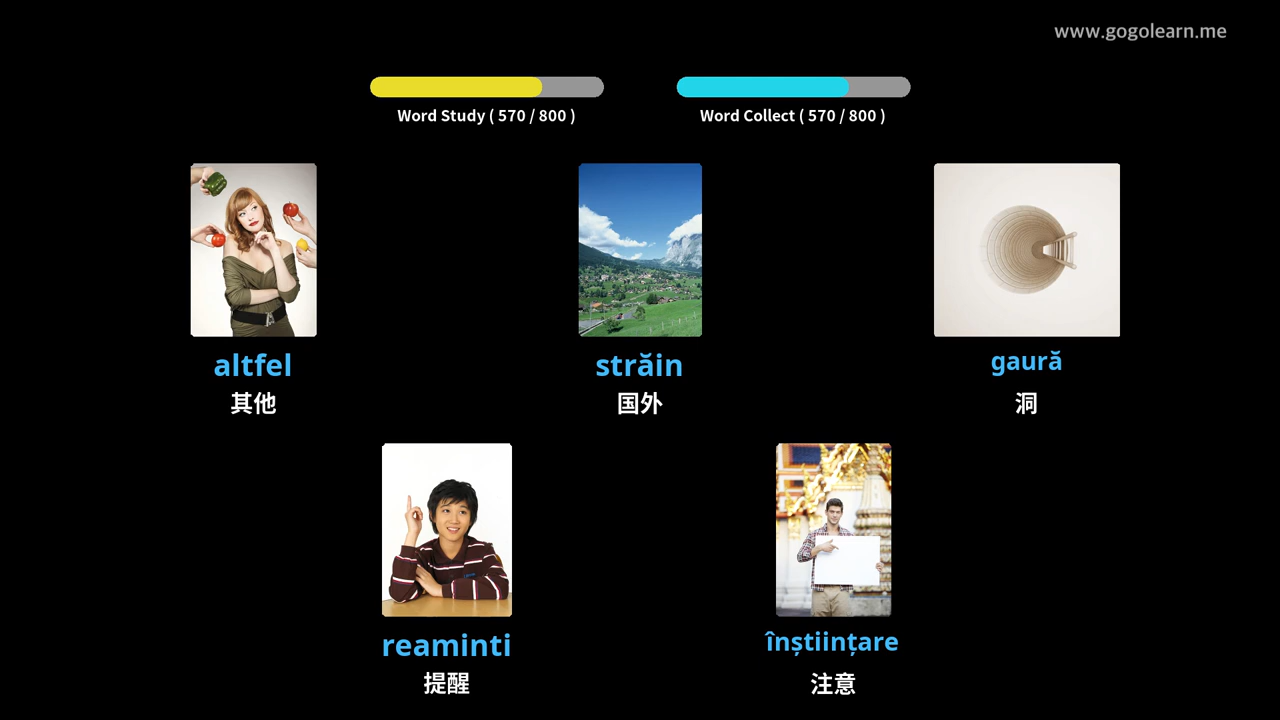 www.gogolearn.me
Word Study ( 570 / 800 )
Word Collect ( 570 / 800 )
altfel
其他
străin
国外
gaură
洞
reaminti
提醒
înștiințare
注意